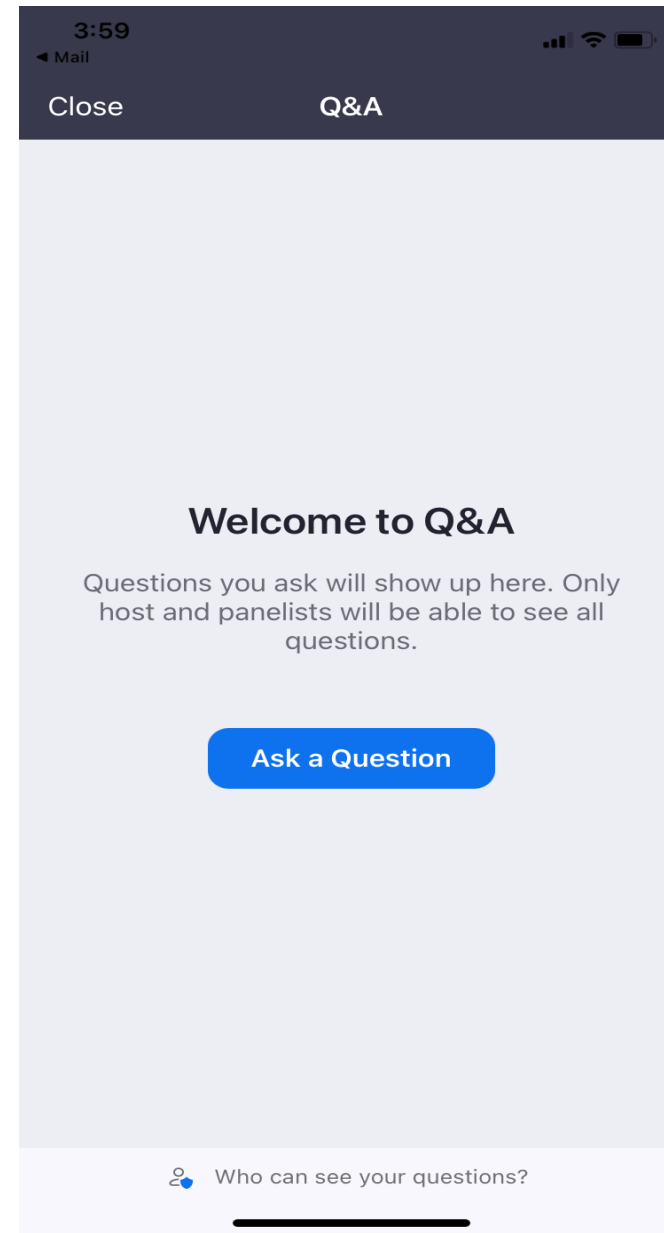 3:59
◀ Mail
Close Q&A
Welcome to Q&A
Questions you ask will show up here. Only
host and panelists will be able to see all
questions.
Ask a Question
Who can see your questions?